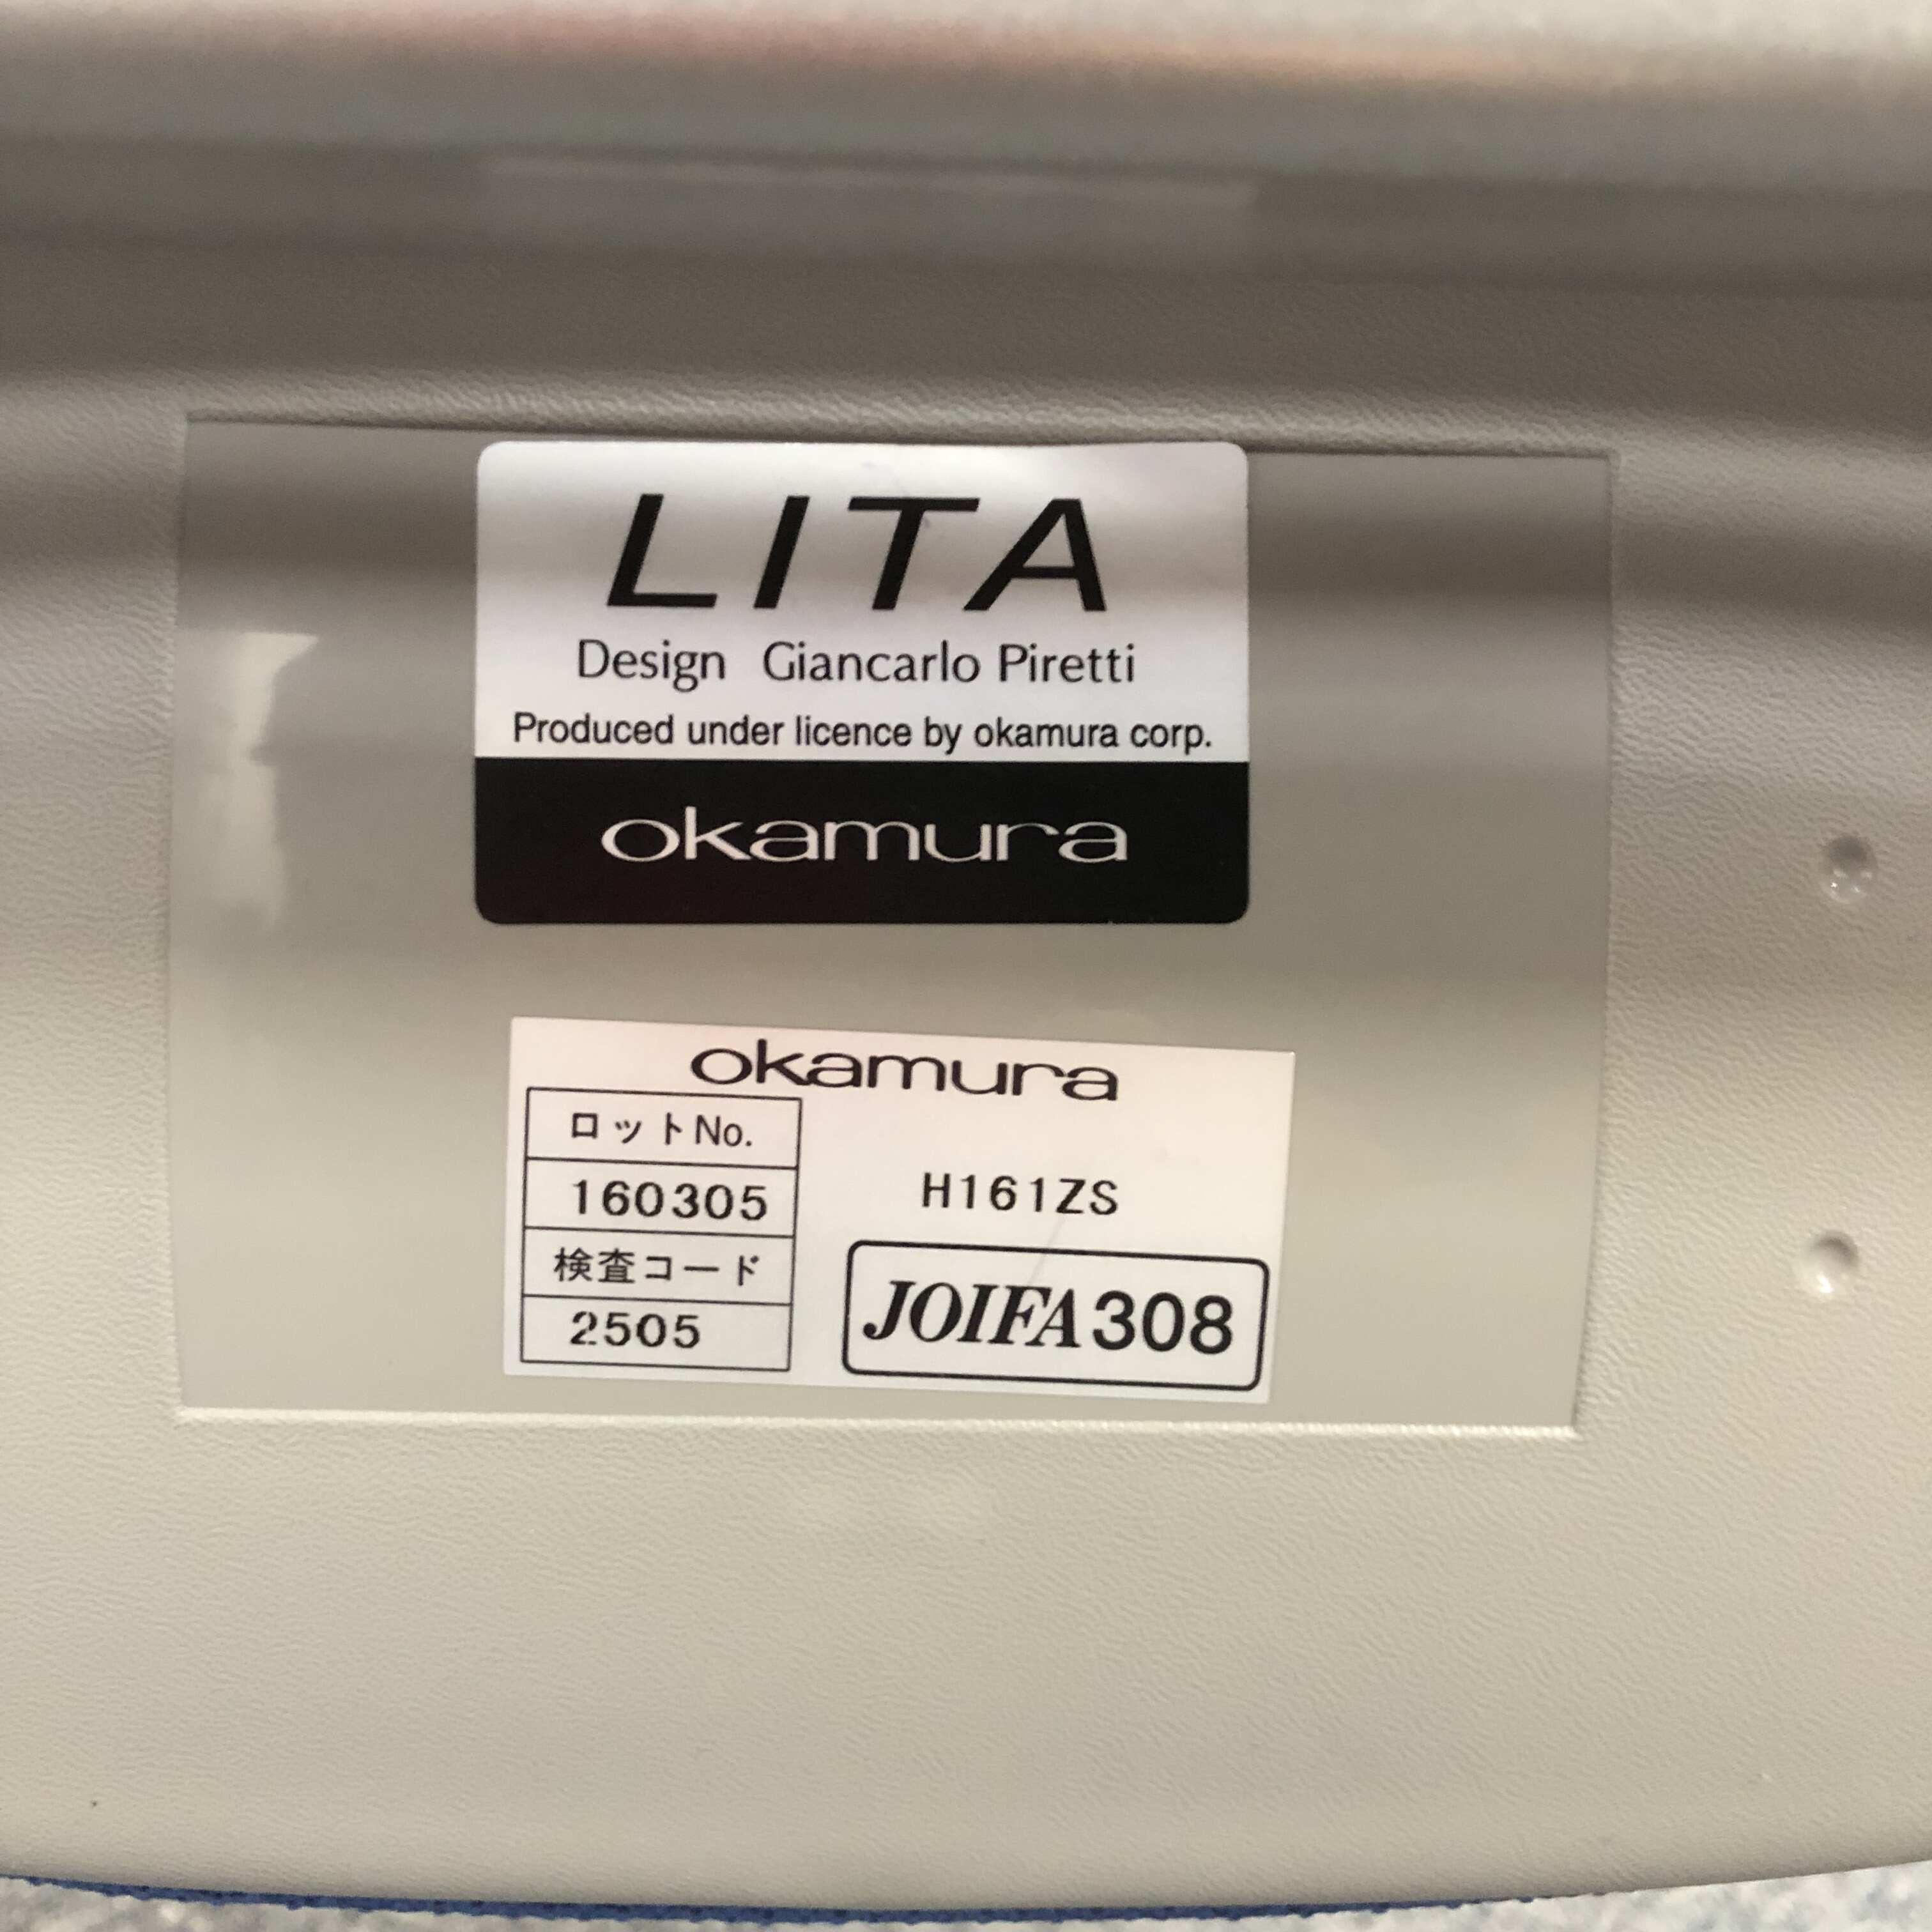 LITA
Design Giancarlo Piretti
Produced under licence by okamura corp.
okamura
okamura
ロットNo.
160305
検査コード
2505
H161ZS
JOIFA308